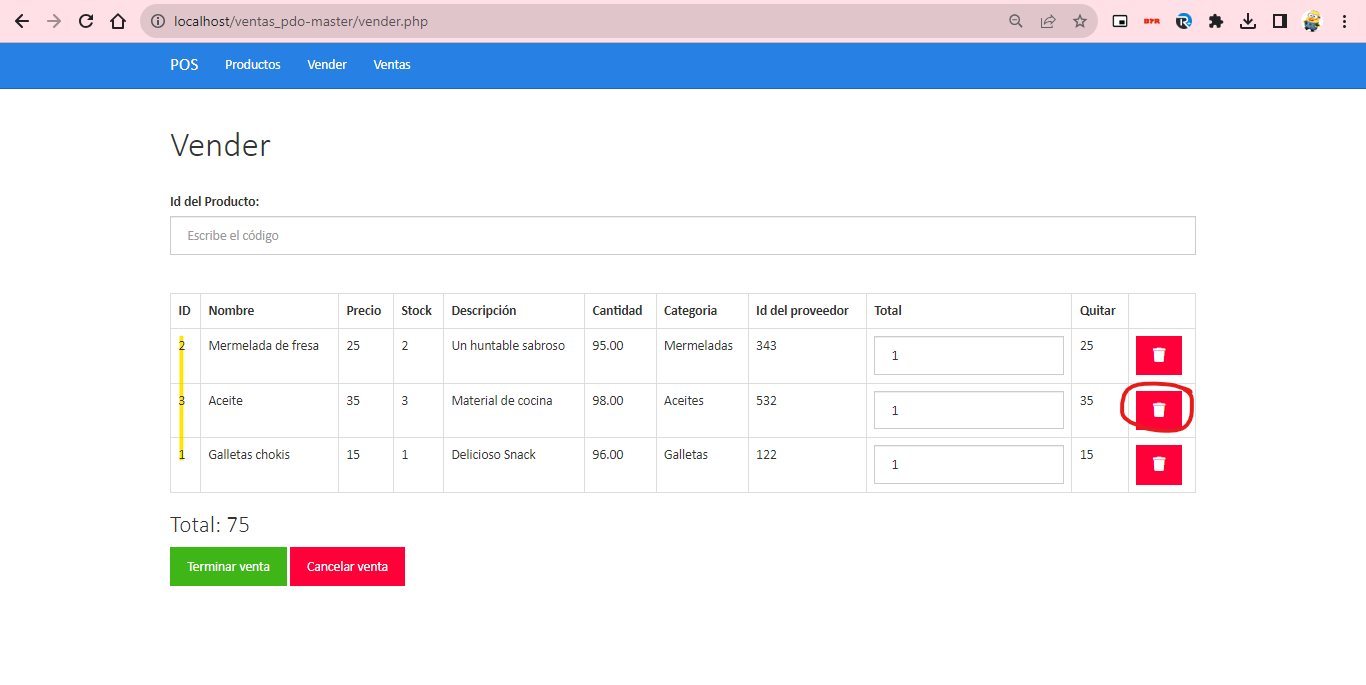 localhost/ventas_pdo-master/vender.php
POS Productos Vender Ventas
Vender
Id del Producto:
Escribe el código
ID Nombre Precio Stock Descripción Cantidad Categoria Id del proveedor Total Quitar
2 Mermelada de fresa 25 2 Un huntable sabroso 95.00 Mermeladas 343 1 25
3 Aceite 35 3 Material de cocina 98.00 Aceites 532 1 35
1 Galletas chokis 15 1 Delicioso Snack 96.00 Galletas 122 1 15
Total: 75
Terminar venta Cancelar venta